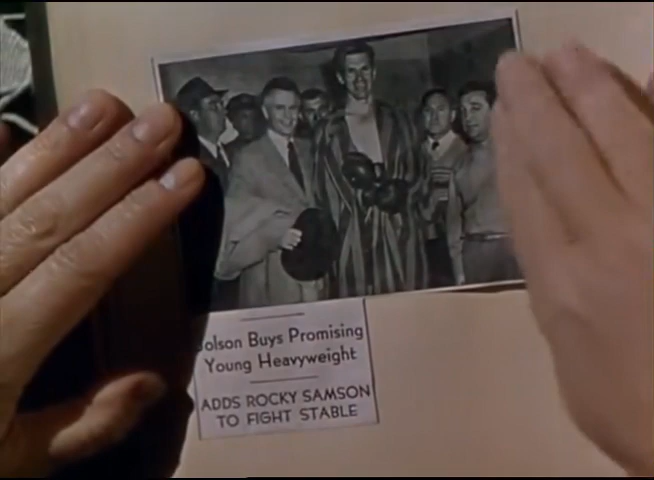 olson Buys Promising
Young Heavyweight
ADDS ROCKY SAMSON
TO FIGHT STABLE